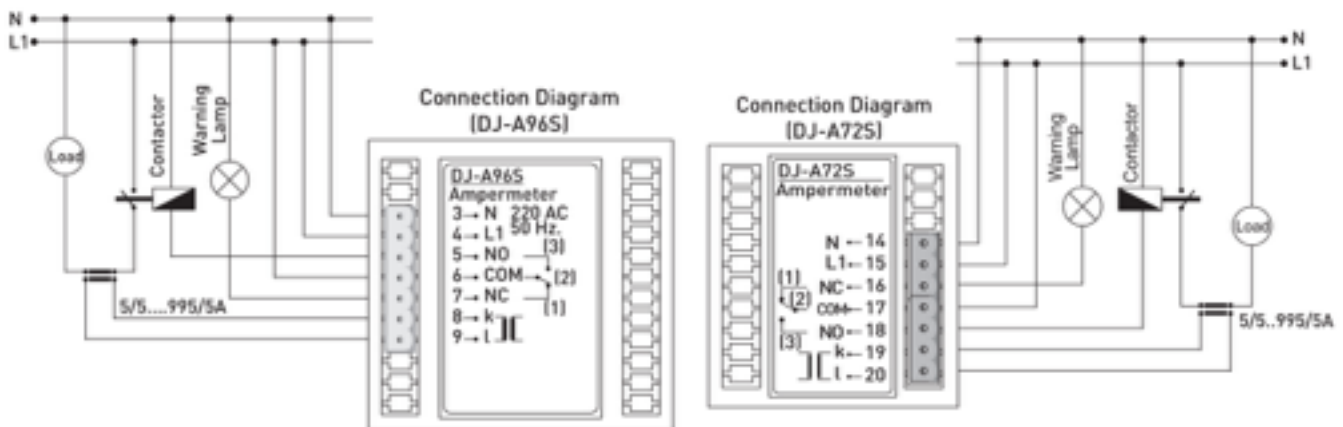 N
L1
Contactor
Warning
Lamp
Load
5/5....995/5A
Connection Diagram
(DJ-A96S)
DJ-A96S
Ampermeter
3→ N 220 AC
4→ L1 50 Hz.
5→ NO (3)
6→ COM (2)
7→ NC (1)
8→ k
9→ l
Connection Diagram
(DJ-A72S)
DJ-A72S
Ampermeter
N ←14
L1←15
(1) NC ←16
(2) COM←17
NO ←18
(3) k ←19
l ←20
N
L1
Warning
Lamp
Contactor
Load
5/5..995/5A